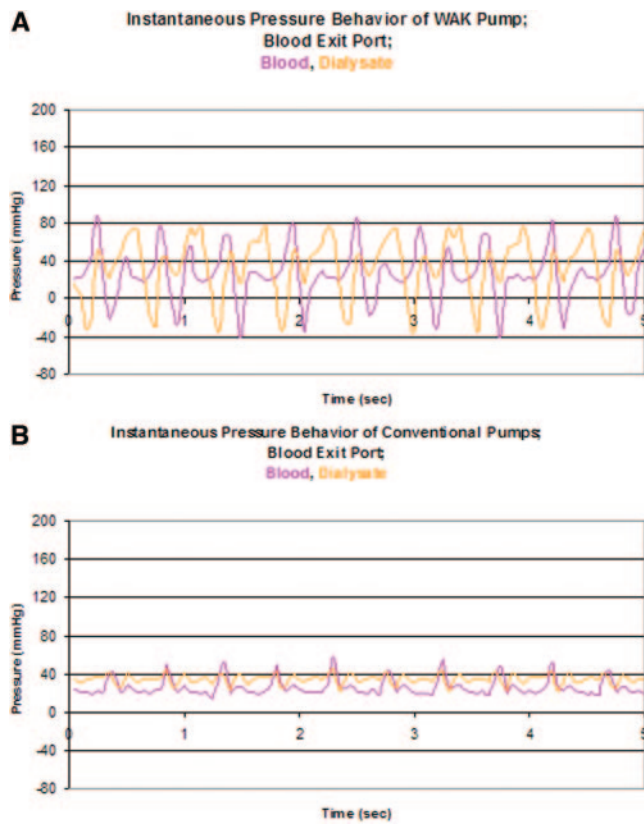 A
Instantaneous Pressure Behavior of WAK Pump;
Blood Exit Port;
Blood, Dialysate
Pressure (mmHg)
200
160
120
80
40
0
-40
-80
0 1 2 3 4 5
Time (sec)
B
Instantaneous Pressure Behavior of Conventional Pumps;
Blood Exit Port;
Blood, Dialysate
Pressure (mmHg)
200
160
120
80
40
0
-40
-80
0 1 2 3 4 5
Time (sec)